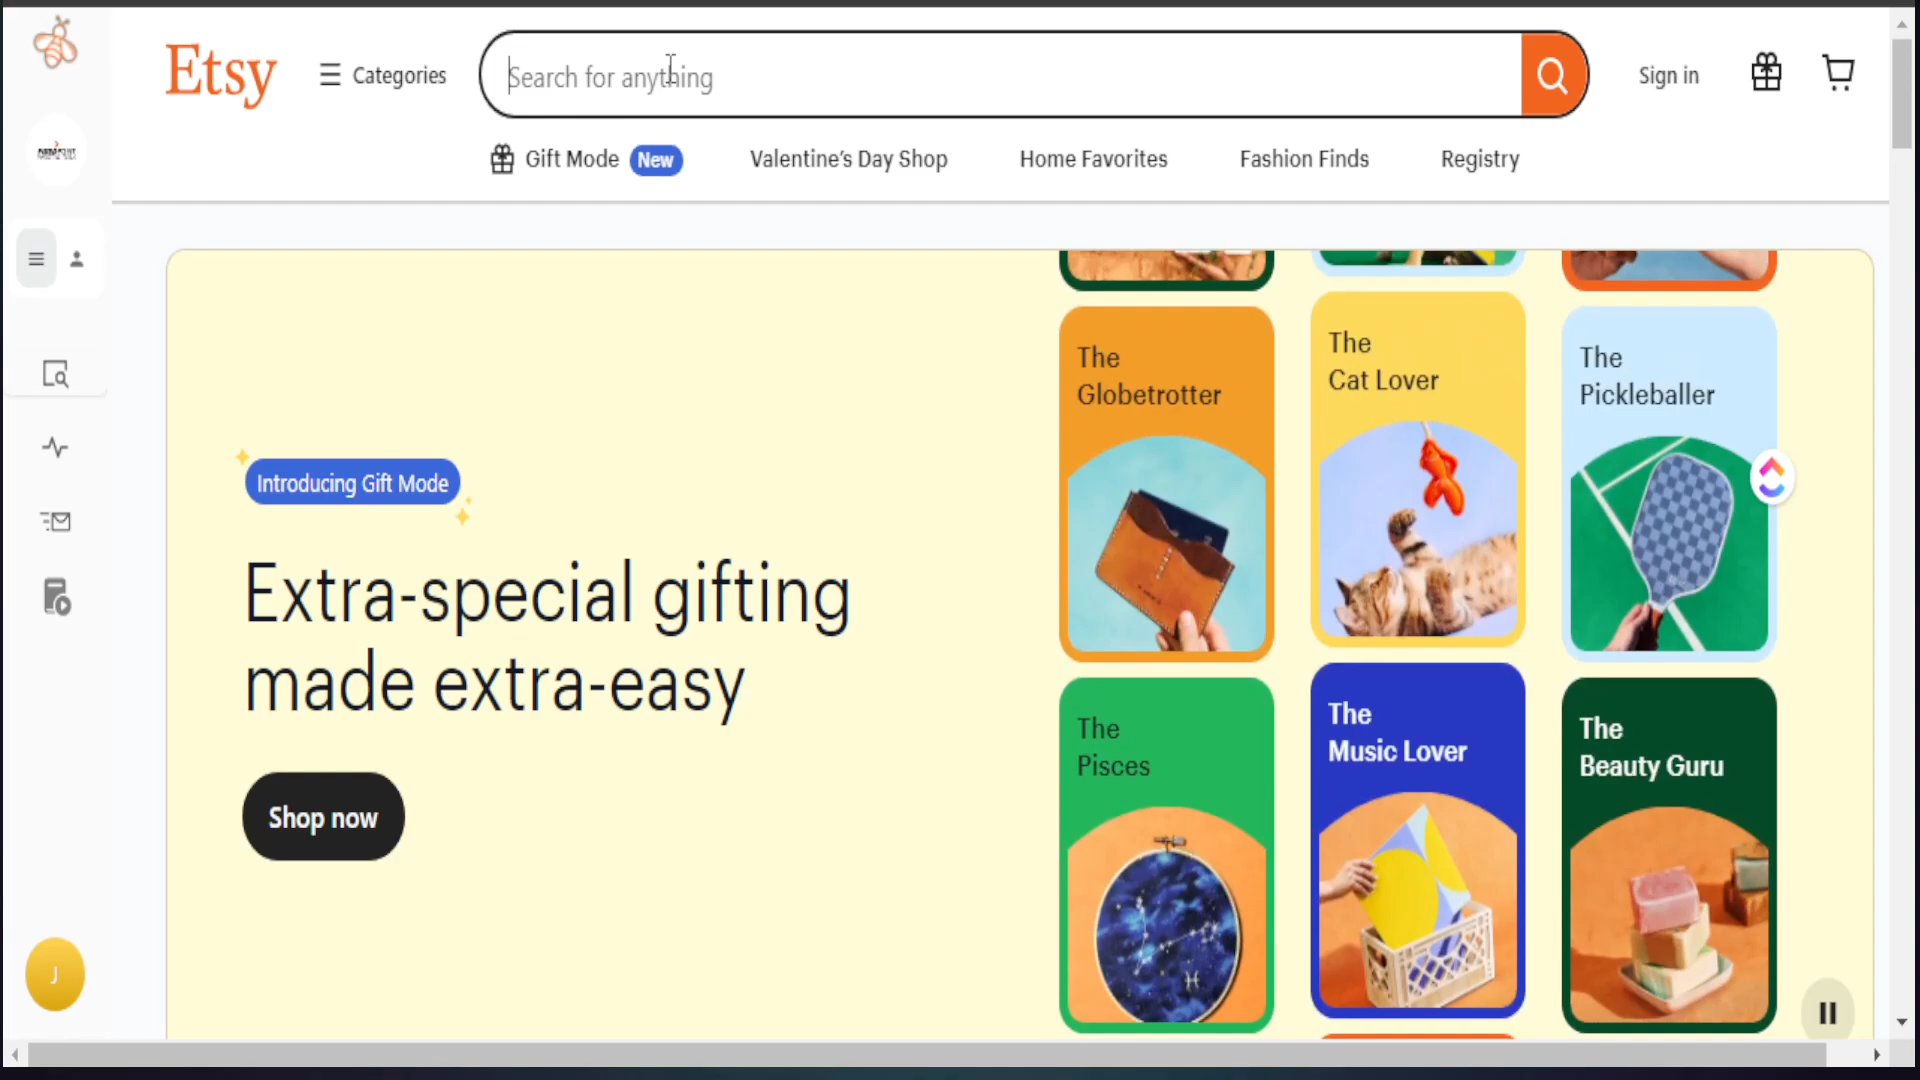 Etsy
Categories
Search for anything
Sign in
Gift Mode New
Valentine's Day Shop
Home Favorites
Fashion Finds
Registry
Introducing Gift Mode
Extra-special gifting
made extra-easy
Shop now
The
Globetrotter
The
Cat Lover
The
Pickleballer
The
Pisces
The
Music Lover
The
Beauty Guru
J